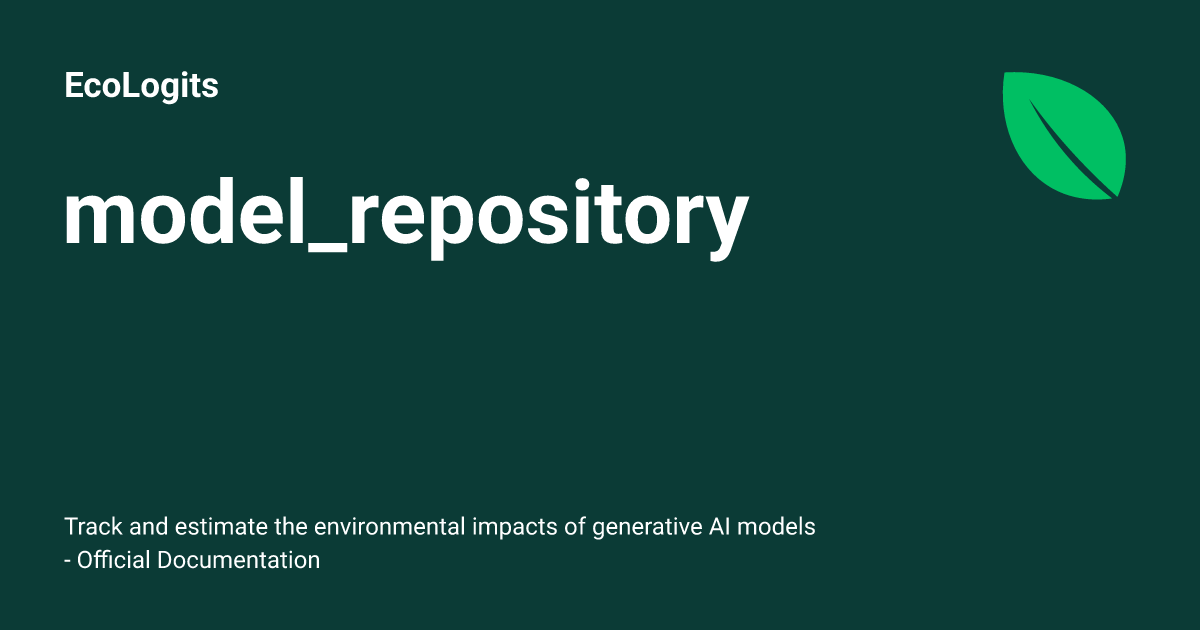 EcoLogits
model_repository
Track and estimate the environmental impacts of generative AI models
- Official Documentation